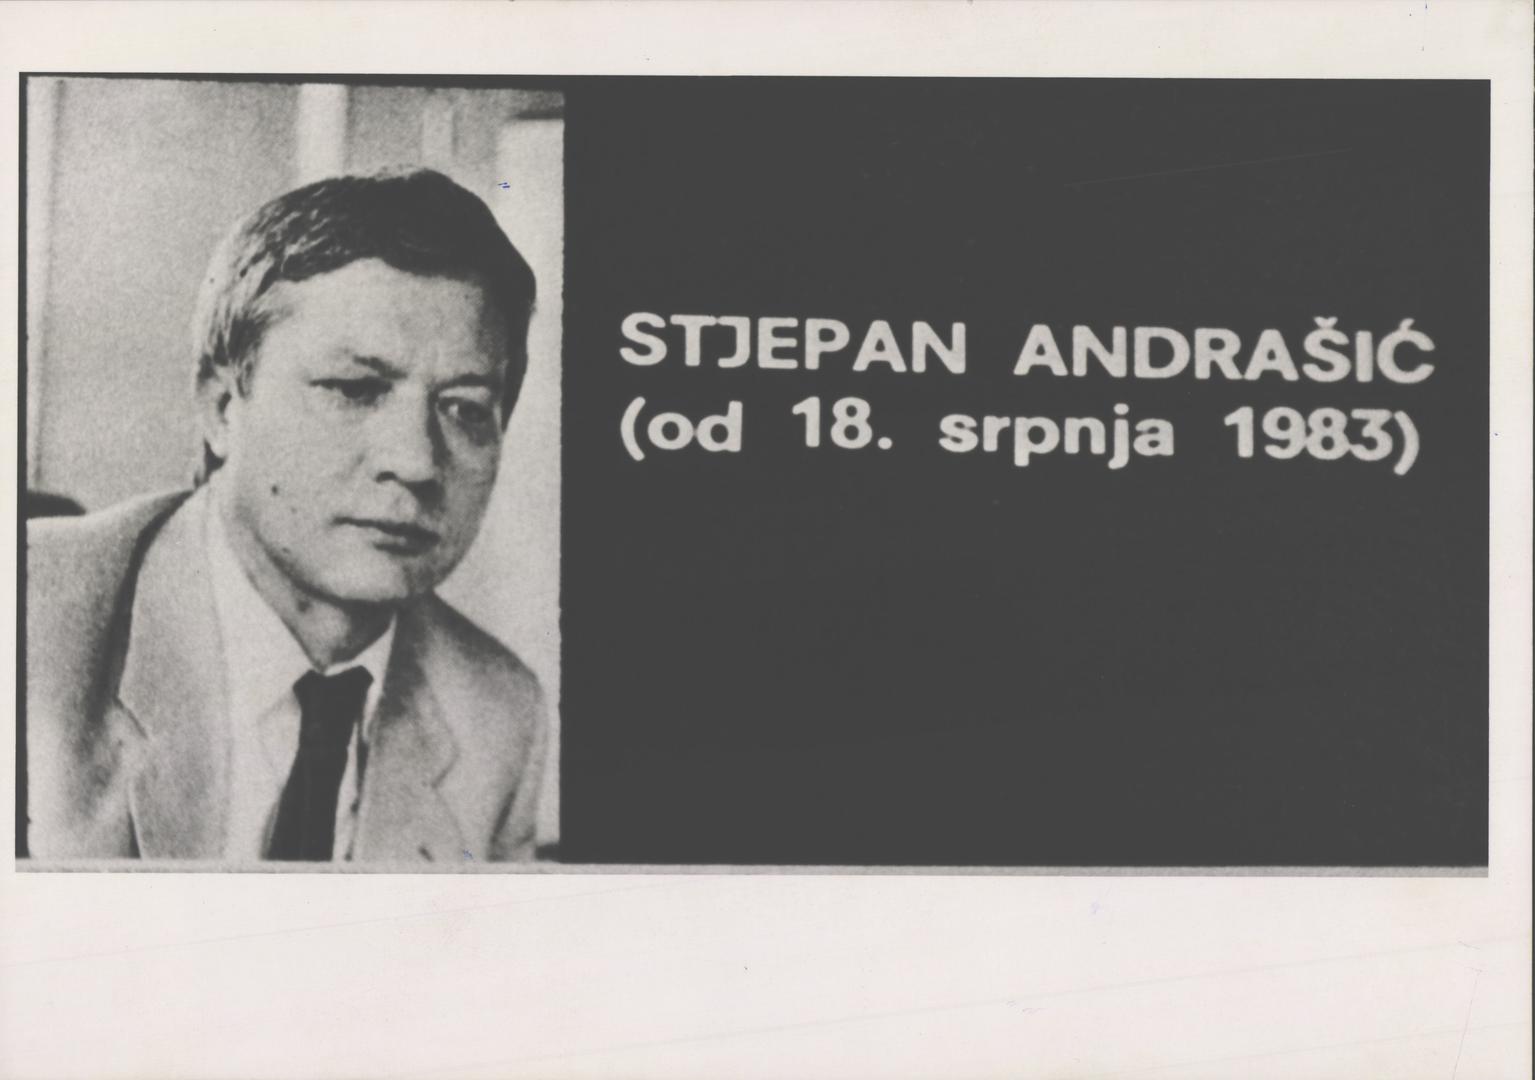 STJEPAN ANDRAŠIĆ
(od 18. srpnja 1983)